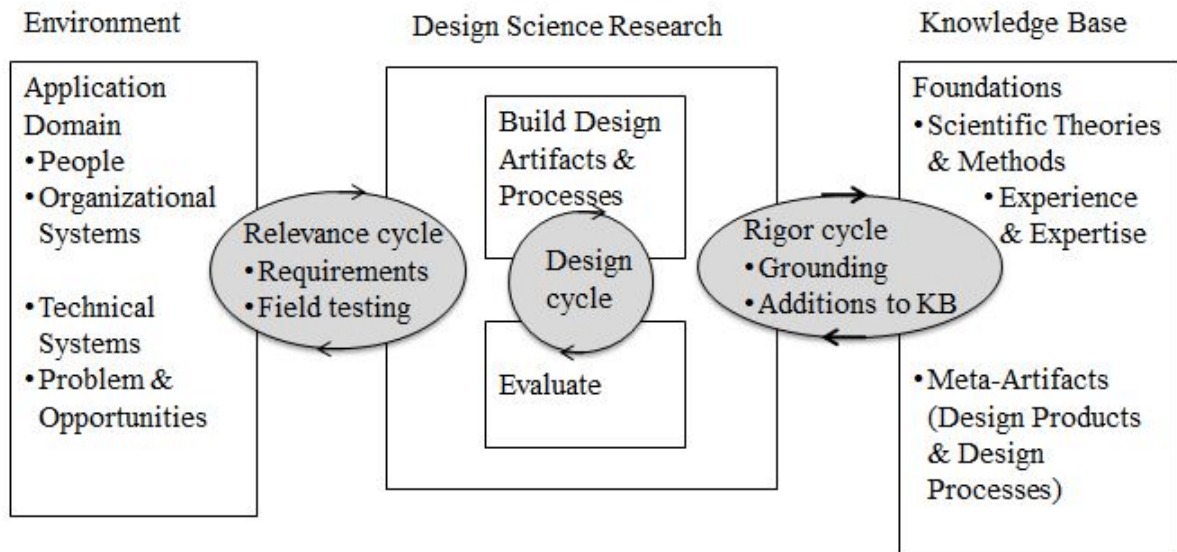 Environment
Design Science Research
Knowledge Base
Application
Domain
•People
•Organizational
Systems
•Technical
Systems
•Problem &
Opportunities
Relevance cycle
•Requirements
•Field testing
Build Design
Artifacts &
Processes
Design
cycle
Evaluate
Rigor cycle
•Grounding
•Additions to KB
Foundations
•Scientific Theories
& Methods
•Experience
& Expertise
•Meta-Artifacts
(Design Products
& Design
Processes)